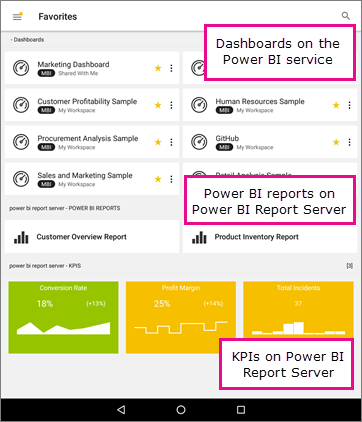 Favorites
- Dashboards
Dashboards on the
Power BI service
Marketing Dashboard
MBI Shared With Me
Customer Profitability Sample
MBI My Workspace
Human Resources Sample
MBI My Workspace
Procurement Analysis Sample
MBI My Workspace
GitHub
MBI My Workspace
Sales and Marketing Sample
MBI My Workspace
Retail Analysis Sample
Power BI reports on
Power BI Report Server
power bi report server - POWER BI REPORTS
Customer Overview Report
Product Inventory Report
power bi report server - KPIS
[3]
Conversion Rate
18% (+13%)
Profit Margin
25% (+14%)
Total Incidents
37
KPIs on Power BI
Report Server